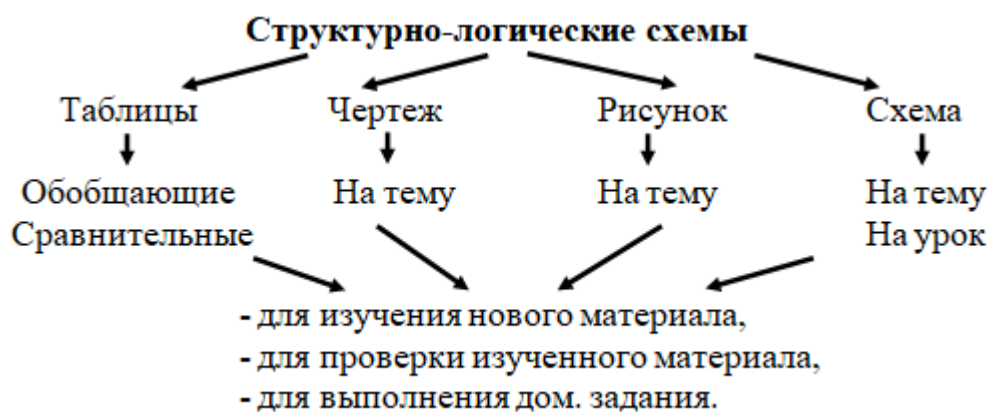 Структурно-логические схемы
Таблицы Чертеж Рисунок Схема
Обобщающие На тему На тему На тему
Сравнительные На урок
- для изучения нового материала,
- для проверки изученного материала,
- для выполнения дом. задания.